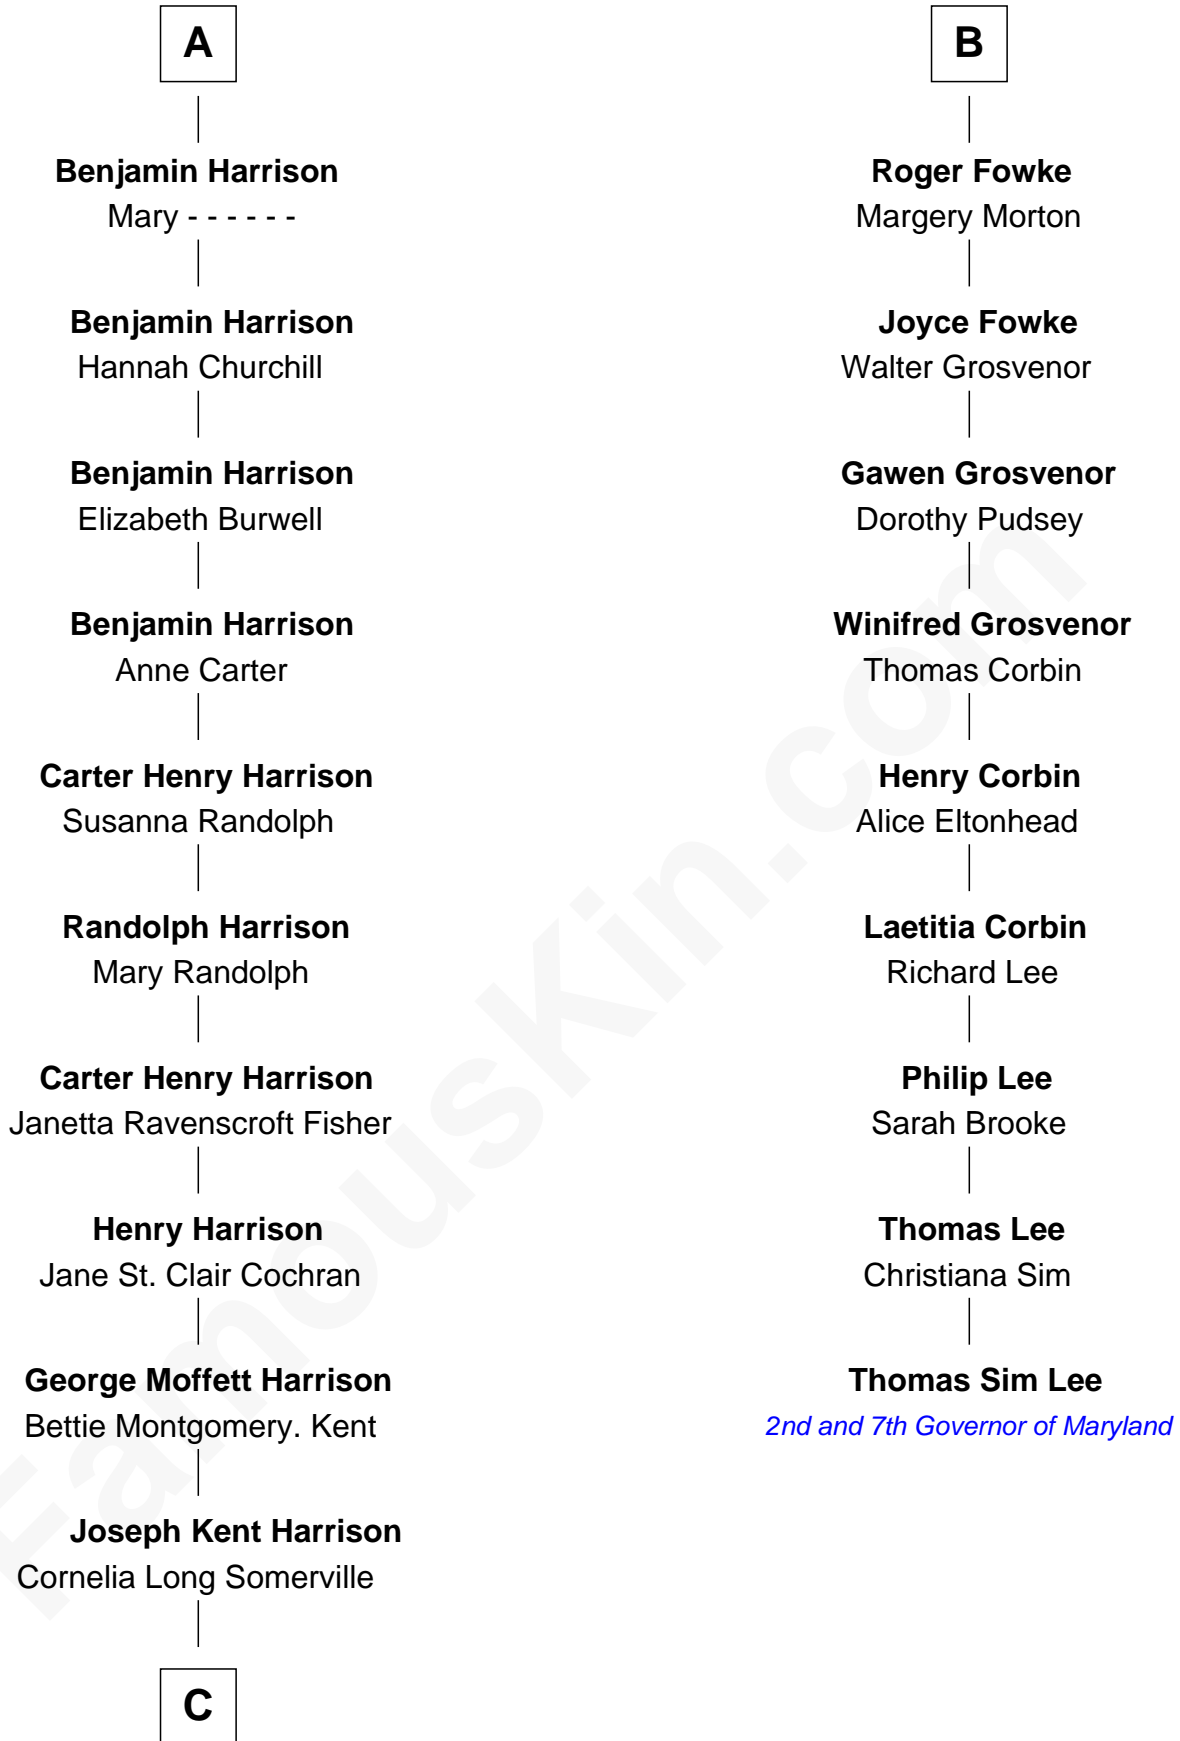 A
Benjamin Harrison
Mary - - - - - -
Benjamin Harrison
Hannah Churchill
Benjamin Harrison
Elizabeth Burwell
Benjamin Harrison
Anne Carter
Carter Henry Harrison
Susanna Randolph
Randolph Harrison
Mary Randolph
Carter Henry Harrison
Janetta Ravenscroft Fisher
Henry Harrison
Jane St. Clair Cochran
George Moffett Harrison
Bettie Montgomery. Kent
Joseph Kent Harrison
Cornelia Long Somerville
C
B
Roger Fowke
Margery Morton
Joyce Fowke
Walter Grosvenor
Gawen Grosvenor
Dorothy Pudsey
Winifred Grosvenor
Thomas Corbin
Henry Corbin
Alice Eltonhead
Laetitia Corbin
Richard Lee
Philip Lee
Sarah Brooke
Thomas Lee
Christiana Sim
Thomas Sim Lee
2nd and 7th Governor of Maryland
FamousKin.com